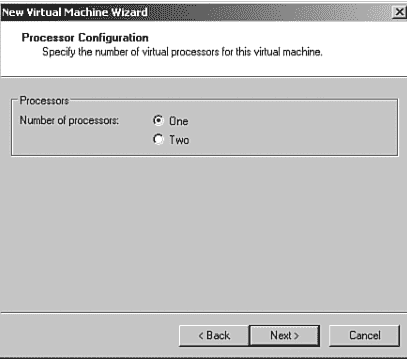 New Virtual Machine Wizard
Processor Configuration
Specify the number of virtual processors for this virtual machine.
Processors
Number of processors:
One
Two
< Back
Next >
Cancel